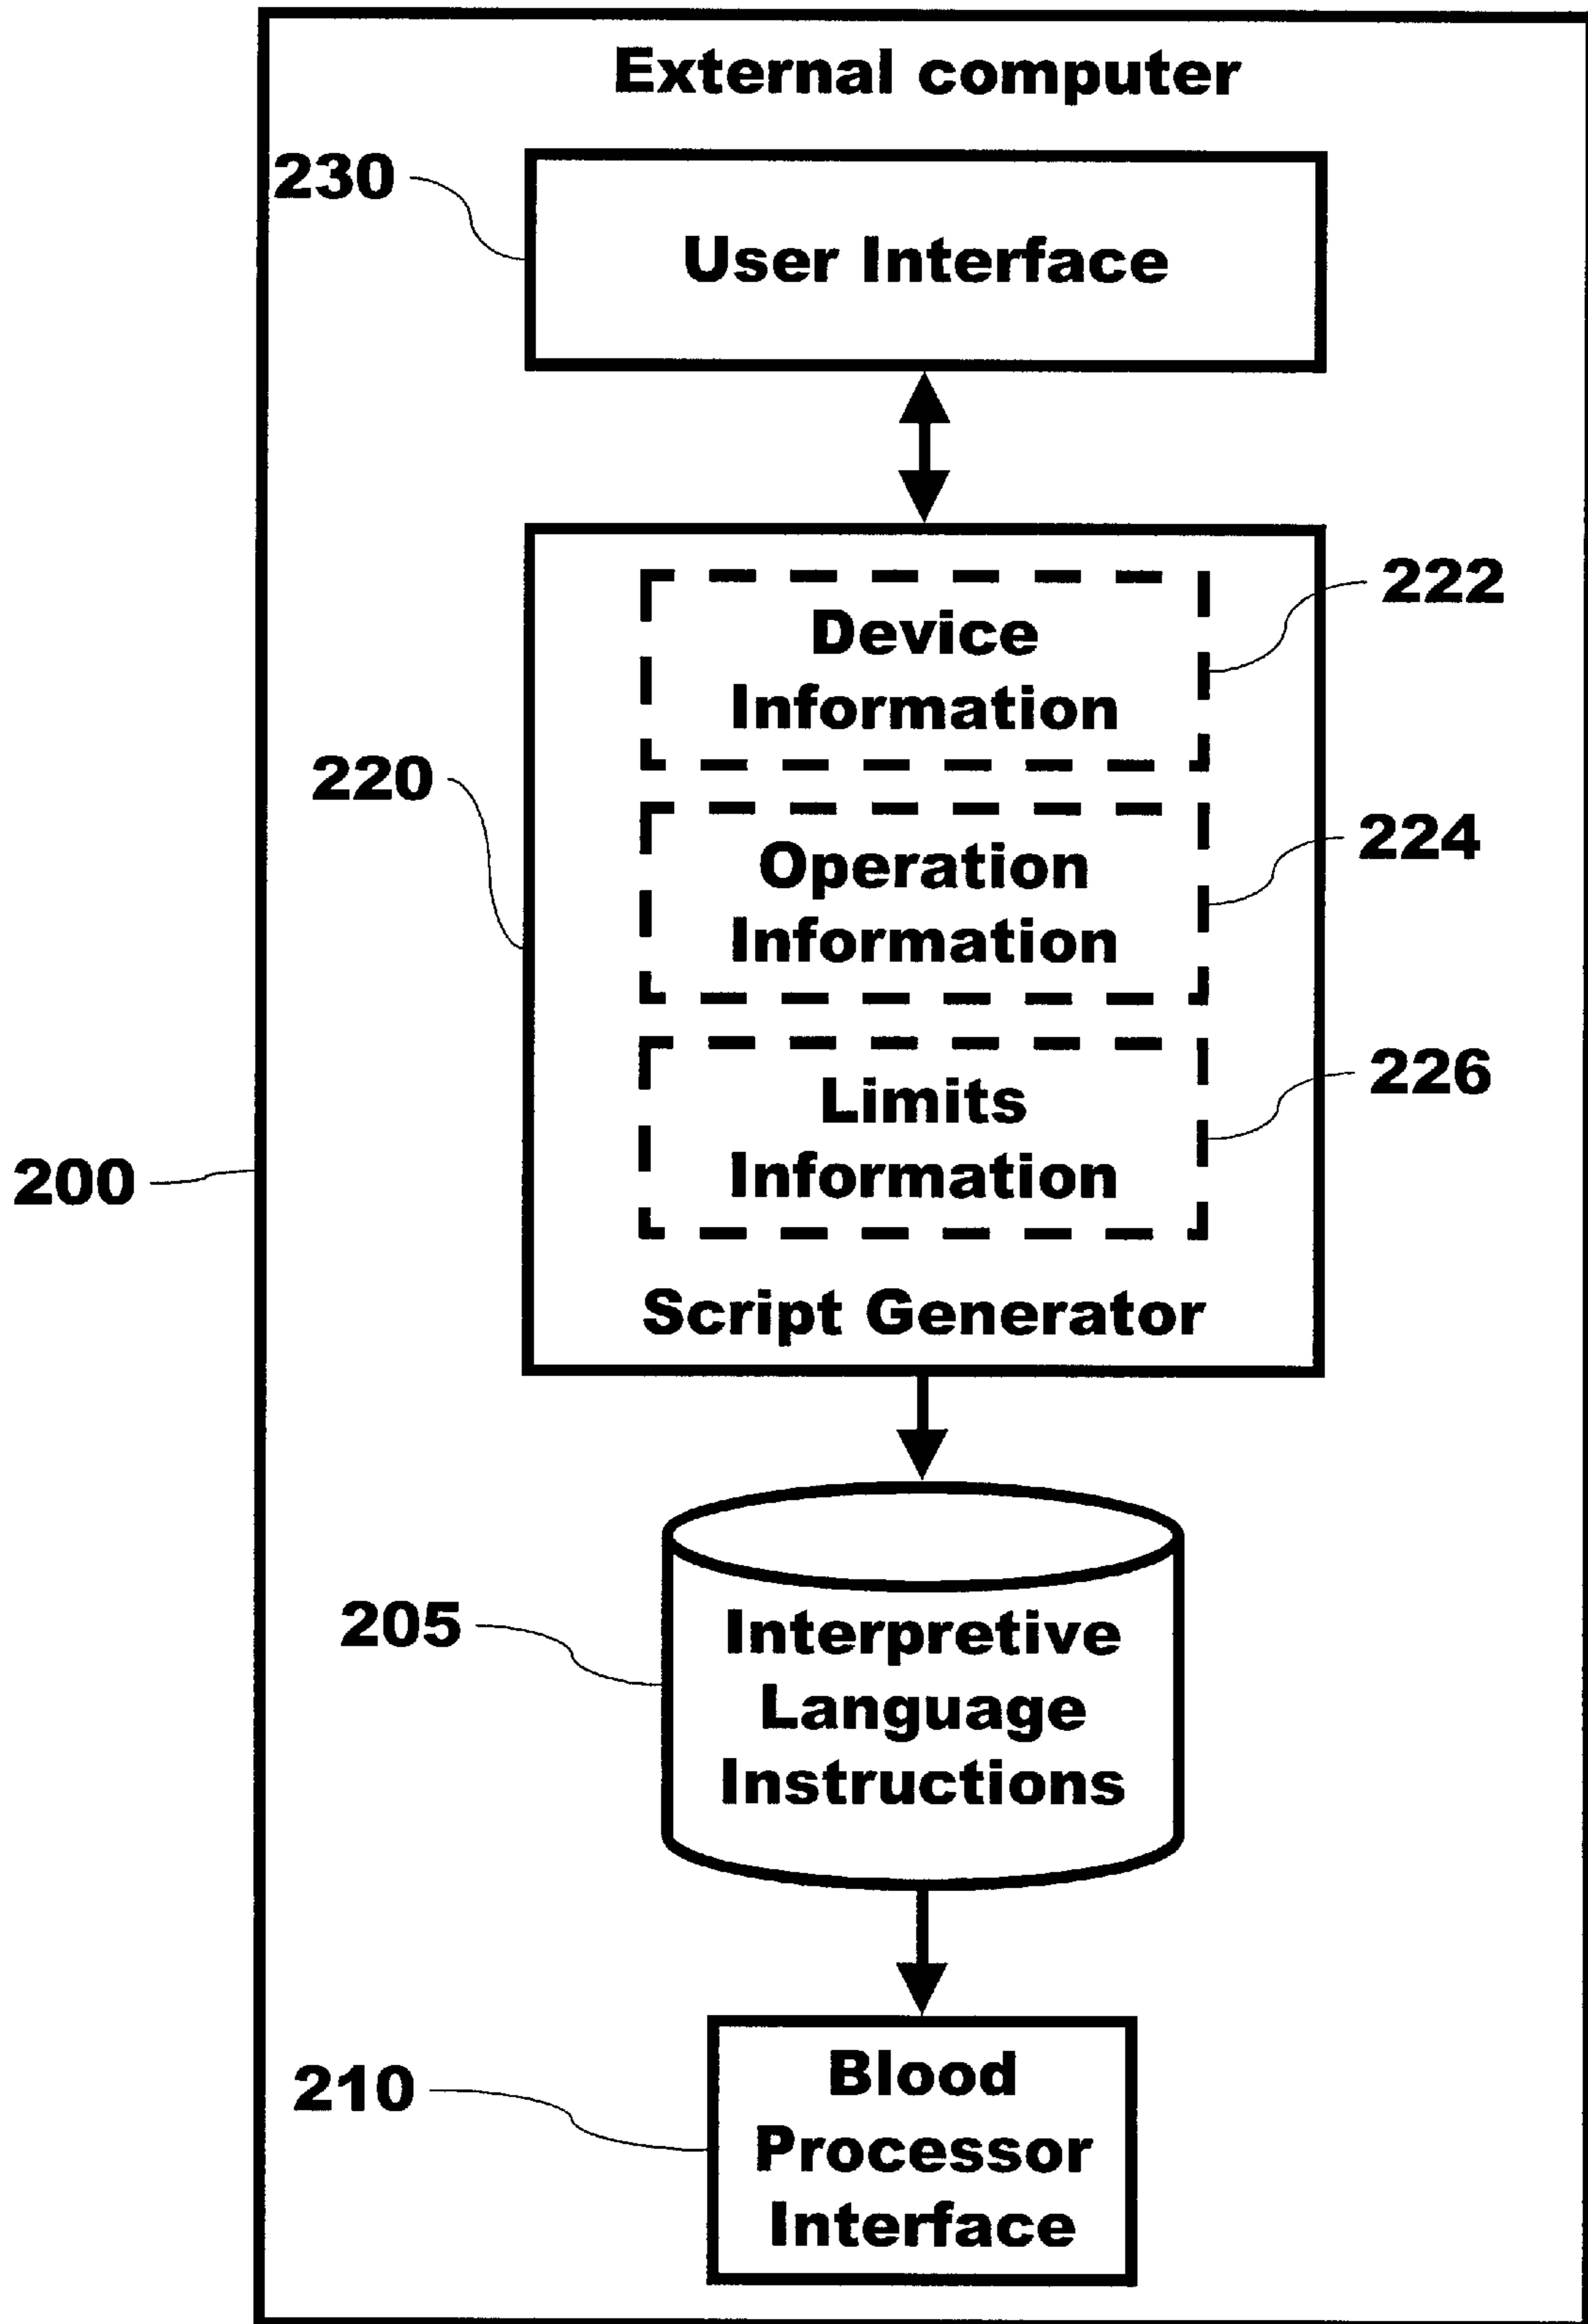 External computer
230
User Interface
222
Device
Information
220
224
Operation
Information
226
Limits
Information
200
Script Generator
205
Interpretive
Language
Instructions
210
Blood
Processor
Interface